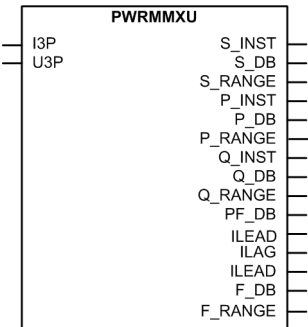 PWRMMXU
I3P
U3P
S_INST
S_DB
S_RANGE
P_INST
P_DB
P_RANGE
Q_INST
Q_DB
Q_RANGE
PF_DB
ILEAD
ILAG
ILEAD
F_DB
F_RANGE